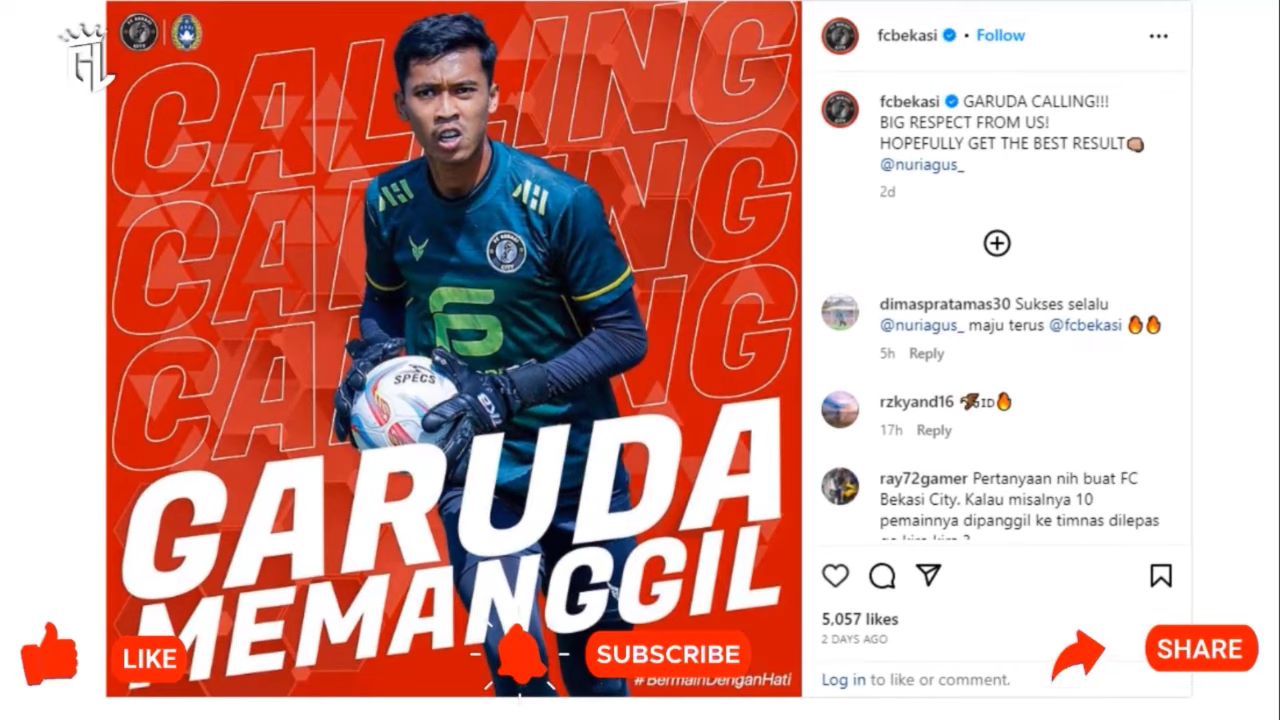 CALLING
CALLING
CALLING
GARUDA
MEMANGGIL
#BermainDenganHati
SPECS
LIKE
SUBSCRIBE
SHARE
fcbekasi • Follow
fcbekasi GARUDA CALLING!!!
BIG RESPECT FROM US!
HOPEFULLY GET THE BEST RESULT
@nuriagus_
2d
dimaspratamas30 Sukses selalu
@nuriagus_ maju terus @fcbekasi
5h Reply
rzkyand16 🦅ɢɪᴅ🔥
17h Reply
ray72gamer Pertanyaan nih buat FC
Bekasi City. Kalau misalnya 10
pemainnya dipanggil ke timnas dilepas
5,057 likes
2 DAYS AGO
Log in to like or comment.